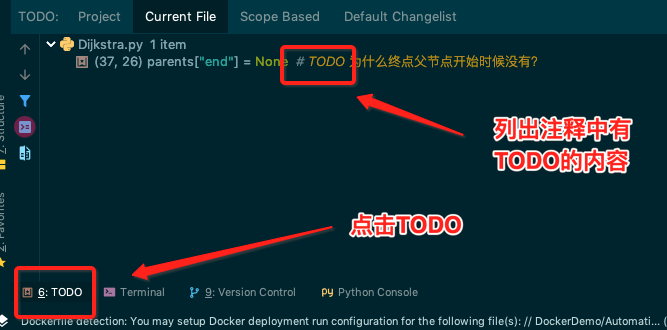 TODO: Project Current File Scope Based Default Changelist
Dijkstra.py 1 item
(37, 26) parents["end"] = None # TODO 为什么终点父节点开始时候没有?
列出注释中有
TODO的内容
Z: Structure
2: Favorites
点击TODO
6: TODO Terminal 9: Version Control Python Console
Dockerfile detection: You may setup Docker deployment run configuration for the following file(s): // DockerDemo/Automati... (